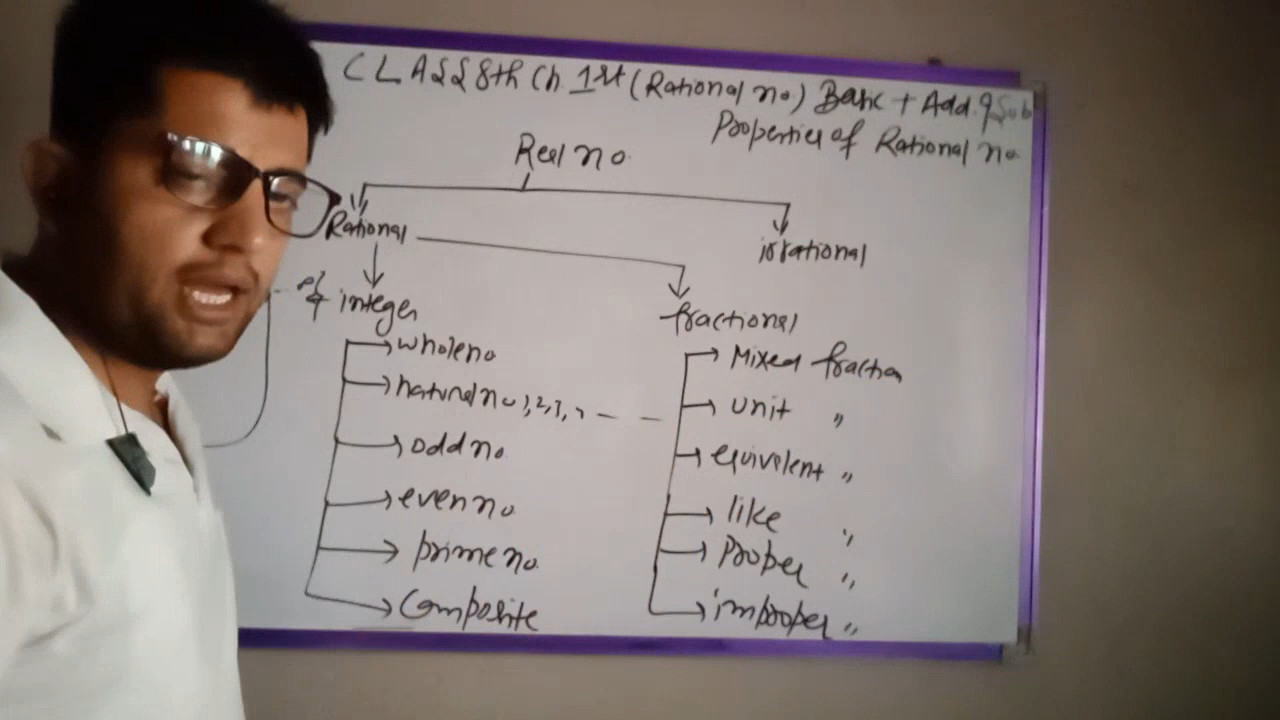 CLASS 8th Ch. 1st (Rational no.) Basic + Add. & Sub
Properties of Rational no.
Real no.
Rational
irrational
integer
fractional
whole no
Mixed fraction
natural no 1,2,3, - - -
unit "
odd no.
equivalent "
even no
like "
prime no.
Proper "
Composite
improper "